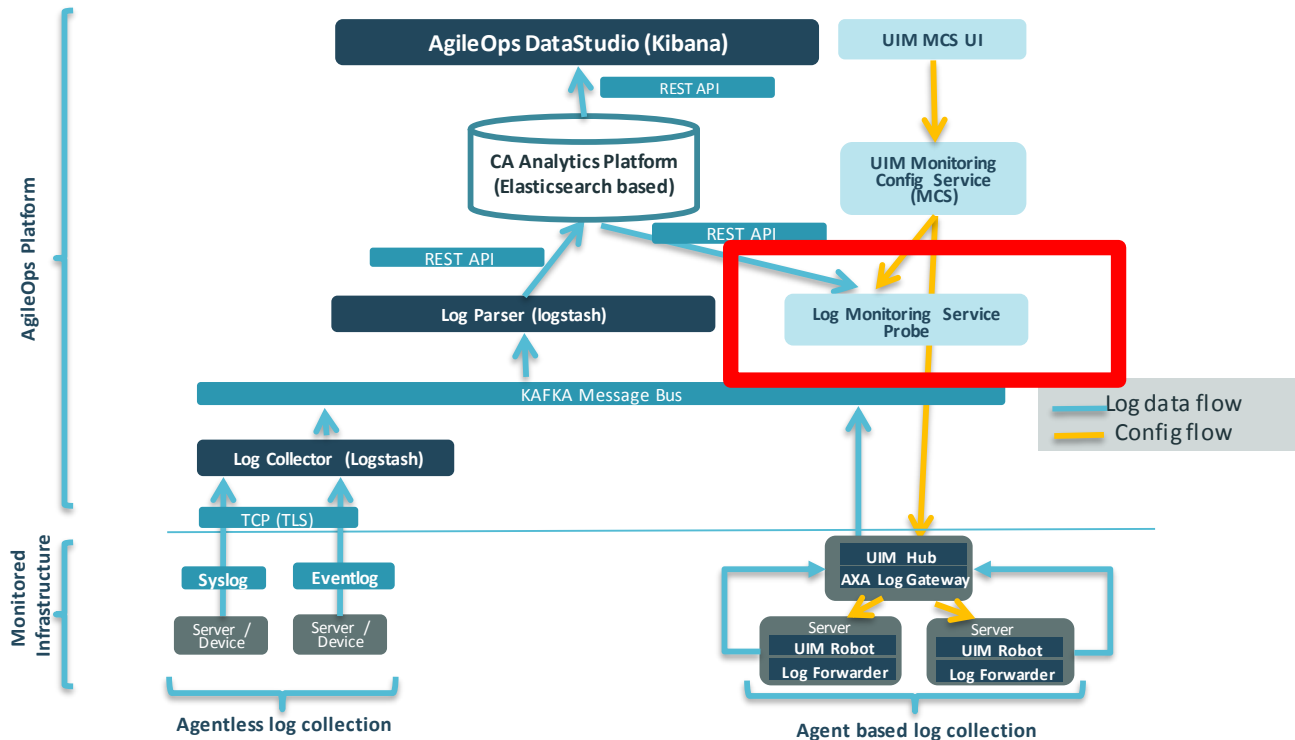 AgileOps DataStudio (Kibana)
UIM MCS UI
REST API
CA Analytics Platform
(Elasticsearch based)
UIM Monitoring
Config Service
(MCS)
REST API
REST API
Log Parser (logstash)
Log Monitoring Service
Probe
AgileOps Platform
KAFKA Message Bus
Log data flow
Config flow
Log Collector (Logstash)
TCP (TLS)
Monitored
Infrastructure
Syslog
Eventlog
Server /
Device
Server /
Device
UIM Hub
AXA Log Gateway
Server
UIM Robot
Log Forwarder
Server
UIM Robot
Log Forwarder
Agentless log collection
Agent based log collection